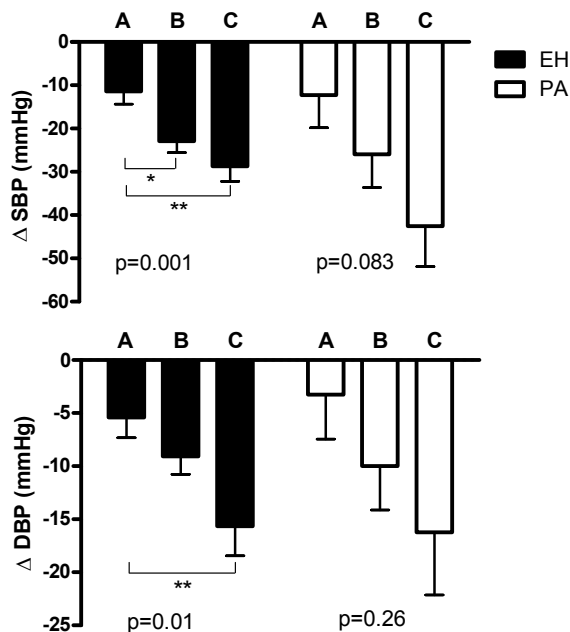 A B C A B C
EH
PA
0
-10
-20
-30
-40
-50
-60
Δ SBP (mmHg)
*
**
p=0.001 p=0.083
A B C A B C
0
-5
-10
-15
-20
-25
Δ DBP (mmHg)
**
p=0.01 p=0.26